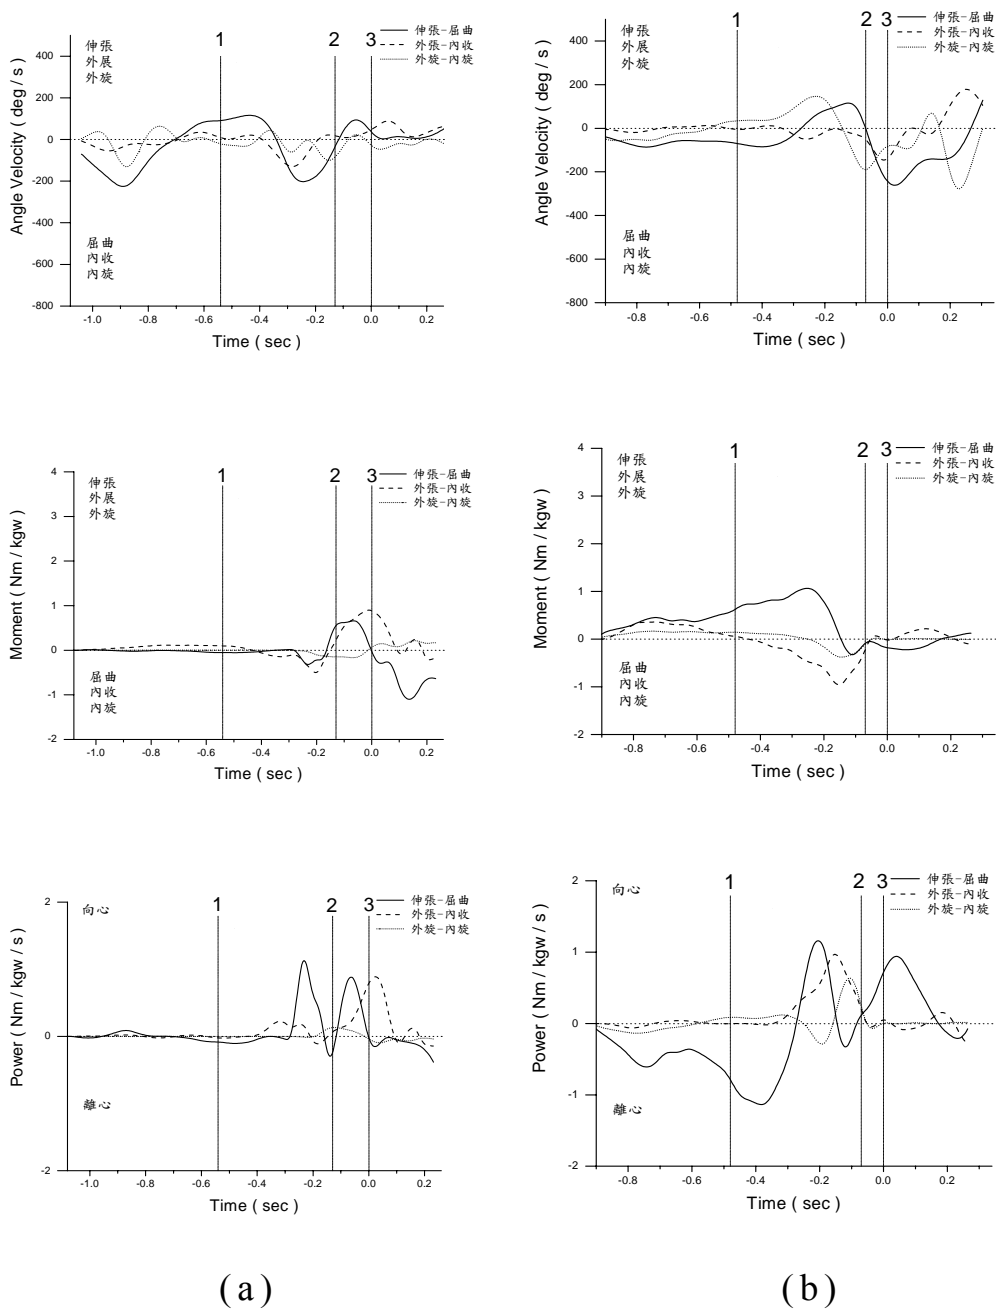 1
2
3
伸張-屈曲
外張-內收
外旋-內旋
伸張
外展
外旋
400
200
0
-200
-400
-600
-800
屈曲
內收
內旋
Angle Velocity ( deg / s )
-1.0
-0.8
-0.6
-0.4
-0.2
0.0
0.2
Time ( sec )
1
2
3
伸張-屈曲
外張-內收
外旋-內旋
伸張
外展
外旋
400
200
0
-200
-400
-600
-800
屈曲
內收
內旋
Angle Velocity ( deg / s )
-0.8
-0.6
-0.4
-0.2
0.0
0.2
Time ( sec )
1
2
3
伸張-屈曲
外張-內收
外旋-內旋
伸張
外展
外旋
4
3
2
1
0
-1
-2
屈曲
內收
內旋
Moment ( Nm / kgw )
-1.0
-0.8
-0.6
-0.4
-0.2
0.0
0.2
Time ( sec )
1
2
3
伸張-屈曲
外張-內收
外旋-內旋
伸張
外展
外旋
4
3
2
1
0
-1
-2
屈曲
內收
內旋
Moment ( Nm / kgw )
-0.8
-0.6
-0.4
-0.2
0.0
0.2
Time ( sec )
1
2
3
伸張-屈曲
外張-內收
外旋-內旋
向心
2
0
-2
離心
Power ( Nm / kgw / s )
-1.0
-0.8
-0.6
-0.4
-0.2
0.0
0.2
Time ( sec )
1
2
3
伸張-屈曲
外張-內收
外旋-內旋
向心
2
1
0
-1
-2
離心
Power ( Nm / kgw / s )
-0.8
-0.6
-0.4
-0.2
0.0
0.2
Time ( sec )
( a )
( b )